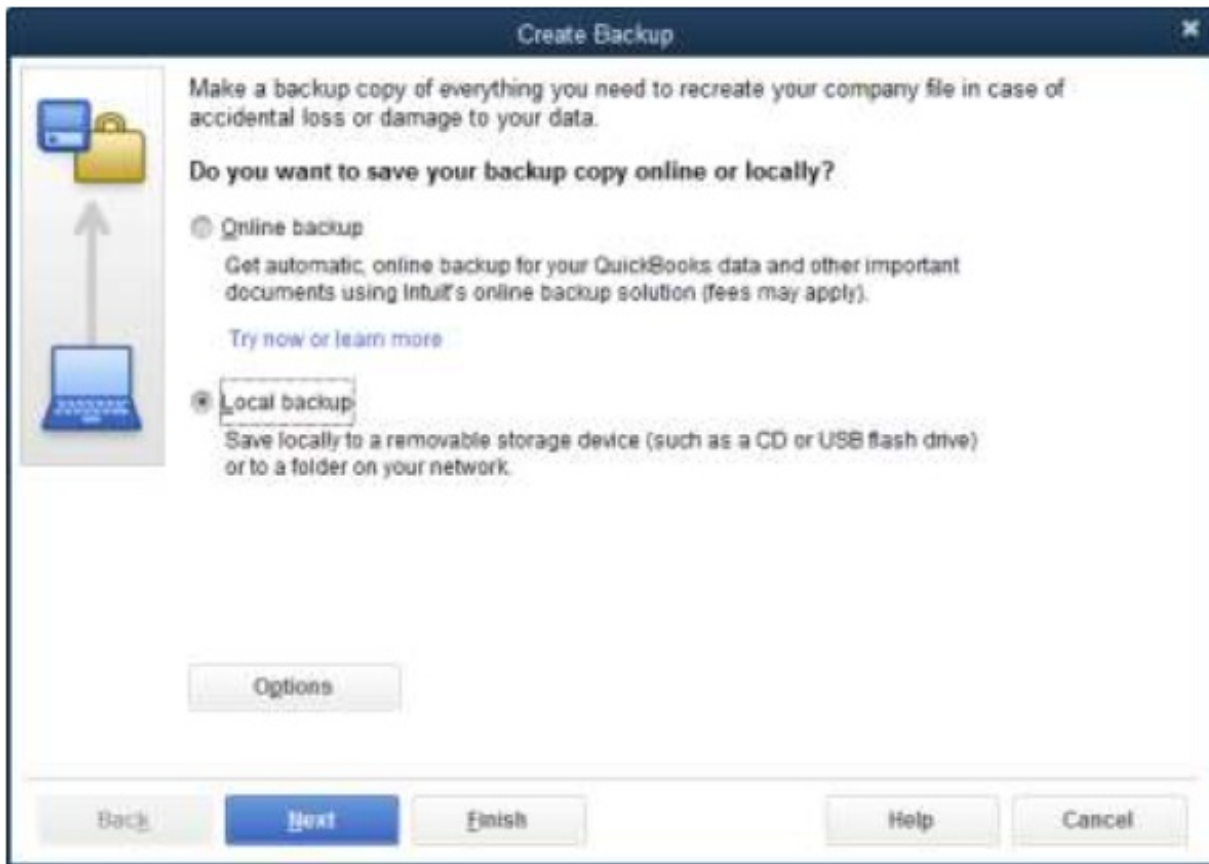 Create Backup
Make a backup copy of everything you need to recreate your company file in case of
accidental loss or damage to your data.
Do you want to save your backup copy online or locally?
Online backup
Get automatic, online backup for your QuickBooks data and other important
documents using Intuit's online backup solution (fees may apply).
Try now or learn more
Local backup
Save locally to a removable storage device (such as a CD or USB flash drive)
or to a folder on your network.
Options
Back Next Finish Help Cancel